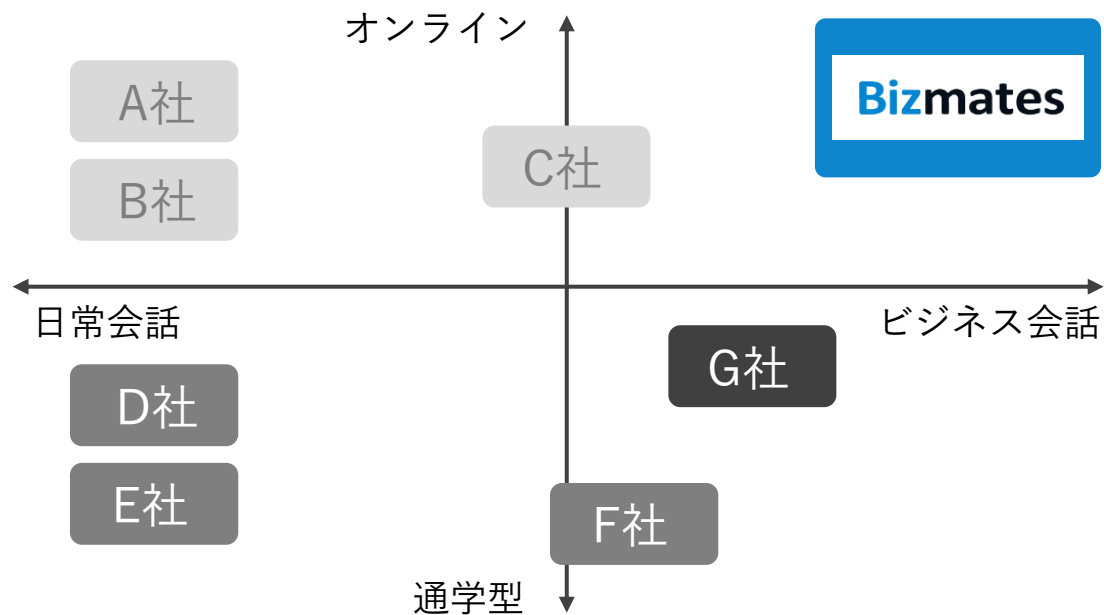 オンライン
A社
Bizmates
C社
B社
日常会話
ビジネス会話
G社
D社
E社
F社
通学型